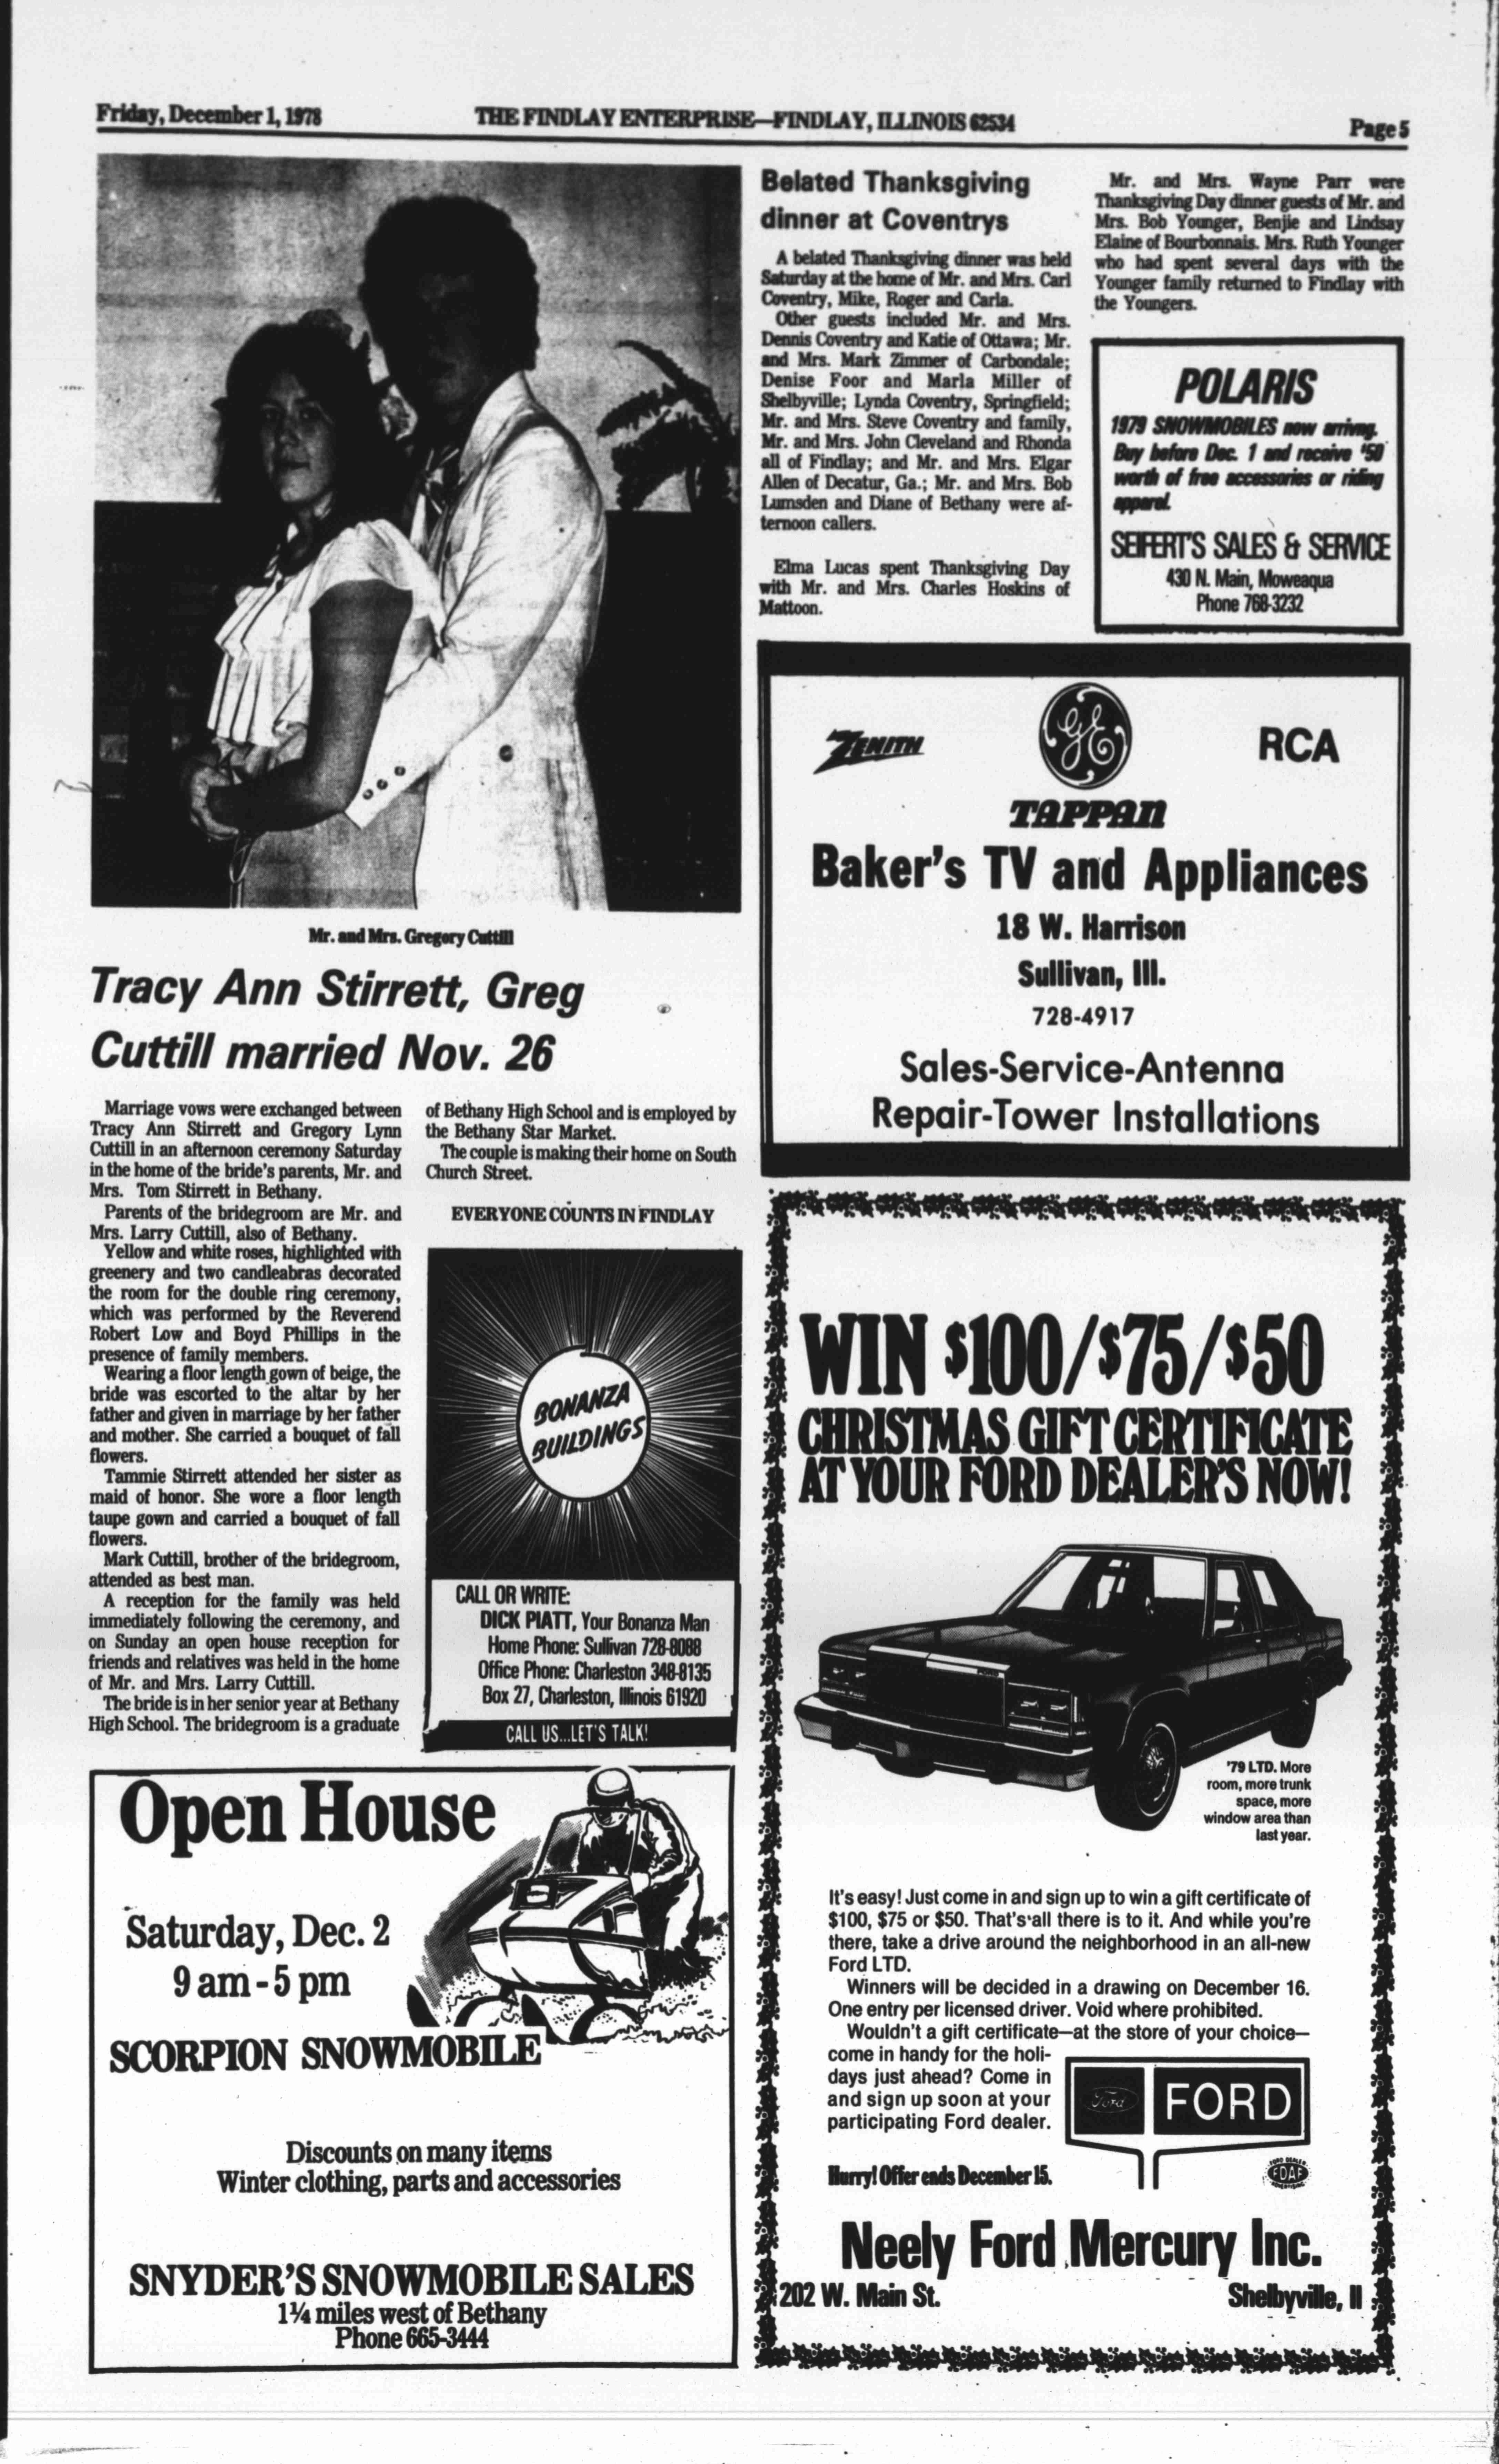 Friday, December 1, 1978
THE FINDLAY ENTERPRISE—FINDLAY, ILLINOIS 62534
Page 5
Mr. and Mrs. Gregory Cuttill
Tracy Ann Stirrett, Greg
Cuttill married Nov. 26
Marriage vows were exchanged between
Tracy Ann Stirrett and Gregory Lynn
Cuttill in an afternoon ceremony Saturday
in the home of the bride's parents, Mr. and
Mrs. Tom Stirrett in Bethany.
Parents of the bridegroom are Mr. and
Mrs. Larry Cuttill, also of Bethany.
Yellow and white roses, highlighted with
greenery and two candleabras decorated
the room for the double ring ceremony,
which was performed by the Reverend
Robert Low and Boyd Phillips in the
presence of family members.
Wearing a floor length gown of beige, the
bride was escorted to the altar by her
father and given in marriage by her father
and mother. She carried a bouquet of fall
flowers.
Tammie Stirrett attended her sister as
maid of honor. She wore a floor length
taupe gown and carried a bouquet of fall
flowers.
Mark Cuttill, brother of the bridegroom,
attended as best man.
A reception for the family was held
immediately following the ceremony, and
on Sunday an open house reception for
friends and relatives was held in the home
of Mr. and Mrs. Larry Cuttill.
The bride is in her senior year at Bethany
High School. The bridegroom is a graduate
of Bethany High School and is employed by
the Bethany Star Market.
The couple is making their home on South
Church Street.
EVERYONE COUNTS IN FINDLAY
BONANZA
BUILDINGS
CALL OR WRITE:
DICK PIATT, Your Bonanza Man
Home Phone: Sullivan 728-8088
Office Phone: Charleston 348-8135
Box 27, Charleston, Illinois 61920
CALL US...LET'S TALK!
Open House
Saturday, Dec. 2
9 am - 5 pm
SCORPION SNOWMOBILE
Discounts on many items
Winter clothing, parts and accessories
SNYDER'S SNOWMOBILE SALES
1¼ miles west of Bethany
Phone 665-3444
Belated Thanksgiving
dinner at Coventrys
A belated Thanksgiving dinner was held
Saturday at the home of Mr. and Mrs. Carl
Coventry, Mike, Roger and Carla.
Other guests included Mr. and Mrs.
Dennis Coventry and Katie of Ottawa; Mr.
and Mrs. Mark Zimmer of Carbondale;
Denise Foor and Marla Miller of
Shelbyville; Lynda Coventry, Springfield;
Mr. and Mrs. Steve Coventry and family,
Mr. and Mrs. John Cleveland and Rhonda
all of Findlay; and Mr. and Mrs. Elgar
Allen of Decatur, Ga.; Mr. and Mrs. Bob
Lumsden and Diane of Bethany were af-
ternoon callers.
Elma Lucas spent Thanksgiving Day
with Mr. and Mrs. Charles Hoskins of
Mattoon.
Mr. and Mrs. Wayne Parr were
Thanksgiving Day dinner guests of Mr. and
Mrs. Bob Younger, Benjie and Lindsay
Elaine of Bourbonnais. Mrs. Ruth Younger
who had spent several days with the
Younger family returned to Findlay with
the Youngers.
POLARIS
1979 SNOWMOBILES now arriving.
Buy before Dec. 1 and receive $50
worth of free accessories or riding
apparel.
SEIFERT'S SALES & SERVICE
430 N. Main, Moweaqua
Phone 768-3232
ZENITH
GE
RCA
TAPPAN
Baker's TV and Appliances
18 W. Harrison
Sullivan, Ill.
728-4917
Sales-Service-Antenna
Repair-Tower Installations
WIN $100/$75/$50
CHRISTMAS GIFT CERTIFICATE
AT YOUR FORD DEALER'S NOW!
'79 LTD. More
room, more trunk
space, more
window area than
last year.
It's easy! Just come in and sign up to win a gift certificate of
$100, $75 or $50. That's all there is to it. And while you're
there, take a drive around the neighborhood in an all-new
Ford LTD.
Winners will be decided in a drawing on December 16.
One entry per licensed driver. Void where prohibited.
Wouldn't a gift certificate—at the store of your choice—
come in handy for the holi-
days just ahead? Come in
and sign up soon at your
participating Ford dealer.
Ford
FORD
Hurry! Offer ends December 15.
FDAF
Neely Ford Mercury Inc.
202 W. Main St.
Shelbyville, Il